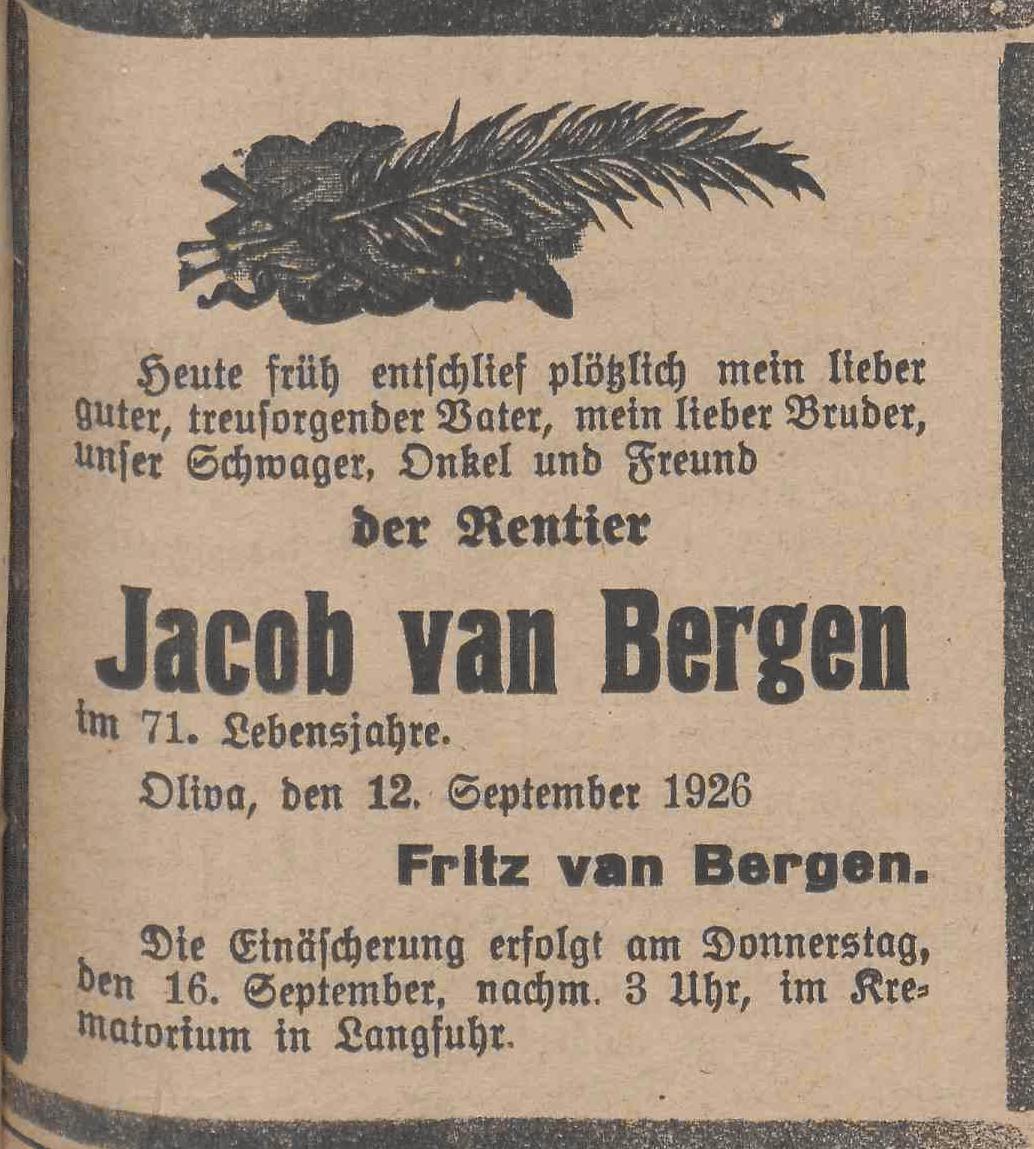 Heute früh entschlief plötzlich mein lieber
guter, treusorgender Vater, mein lieber Bruder,
unser Schwager, Onkel und Freund
der Rentier
Jacob van Bergen
im 71. Lebensjahre.
Oliva, den 12. September 1926
Fritz van Bergen.
Die Einäscherung erfolgt am Donnerstag,
den 16. September, nachm. 3 Uhr, im Kre-
matorium in Langfuhr.